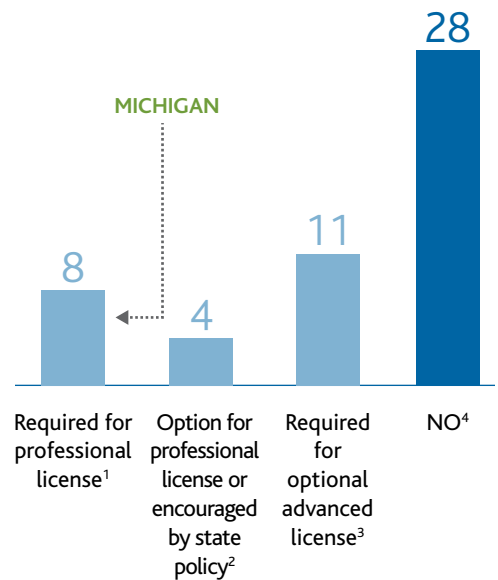 28
MICHIGAN
11
8
4
Required for
professional
license¹
Option for
professional
license or
encouraged
by state
policy²
Required
for
optional
advanced
license³
NO⁴